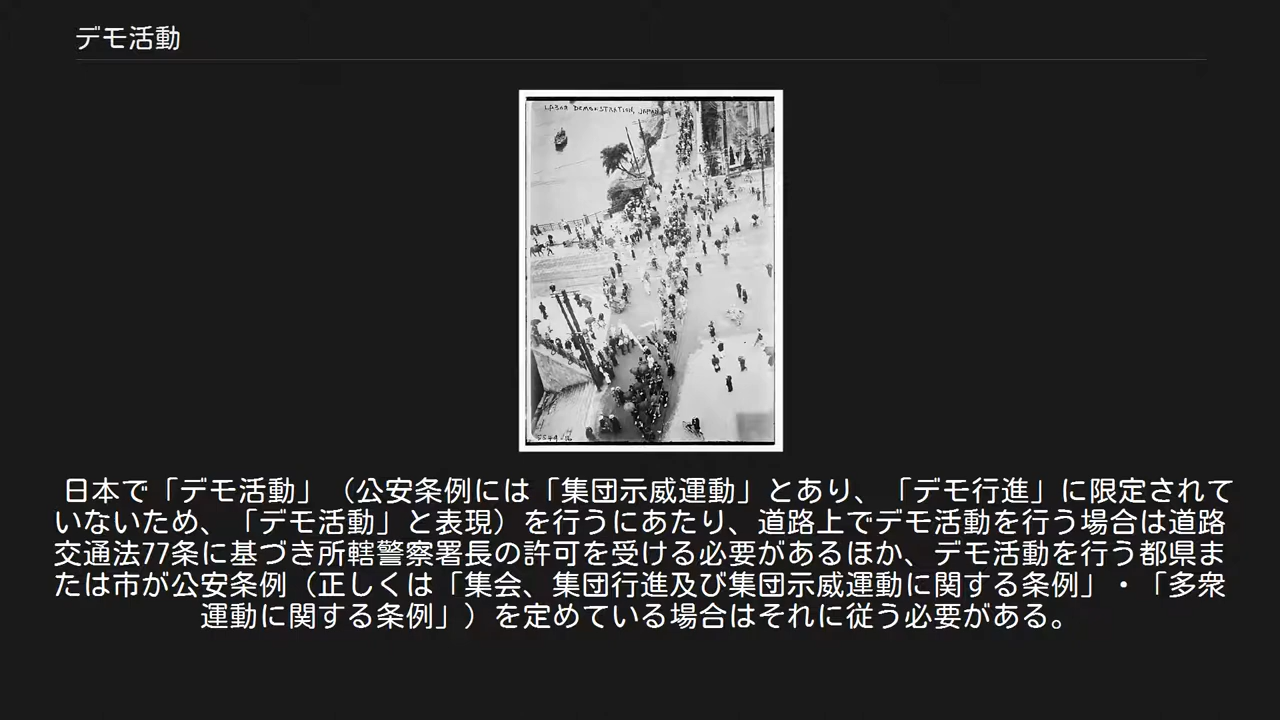 デモ活動
LABOR DEMONSTRATION, JAPAN
5549-16
日本で「デモ活動」（公安条例には「集団示威運動」とあり、「デモ行進」に限定されて
いないため、「デモ活動」と表現）を行うにあたり、道路上でデモ活動を行う場合は道路
交通法77条に基づき所轄警察署長の許可を受ける必要があるほか、デモ活動を行う都県ま
たは市が公安条例（正しくは「集会、集団行進及び集団示威運動に関する条例」・「多衆
運動に関する条例」）を定めている場合はそれに従う必要がある。